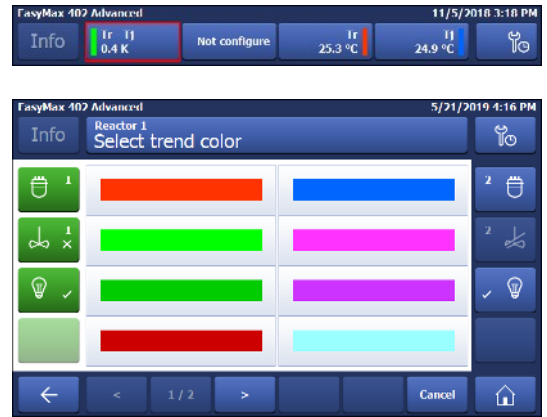 EasyMax 402 Advanced 11/5/2018 3:18 PM
Info
Tr Tj
0.4 K
Not configure
Tr
25.3 °C
Tj
24.9 °C
EasyMax 402 Advanced 5/21/2019 4:16 PM
Info
Reactor 1
Select trend color
1
2
1
2
< 1 / 2 > Cancel